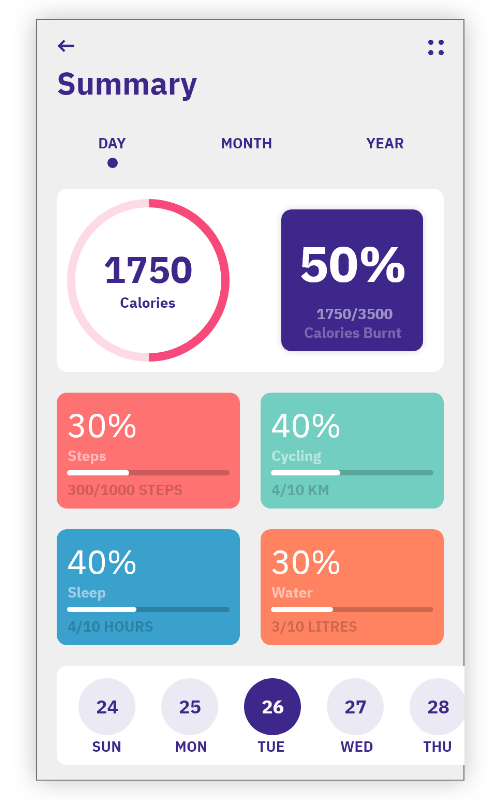 Summary
DAY MONTH YEAR
1750
Calories
50%
1750/3500
Calories Burnt
30%
Steps
300/1000 STEPS
40%
Cycling
4/10 KM
40%
Sleep
4/10 HOURS
30%
Water
3/10 LITRES
24 25 26 27 28
SUN MON TUE WED THU